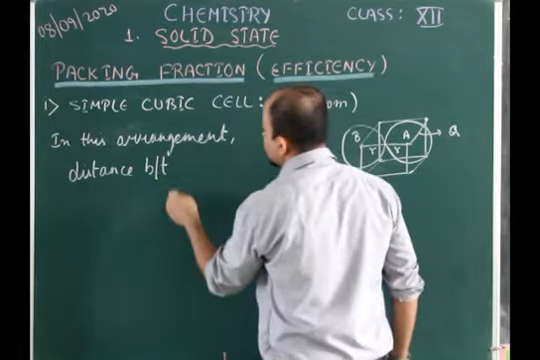 08/09/2020
CHEMISTRY
CLASS: XII
1. SOLID STATE
PACKING FRACTION (EFFICIENCY)
i> SIMPLE CUBIC CELL: om)
In this arrangement,
distance b/t
B A Q
r r